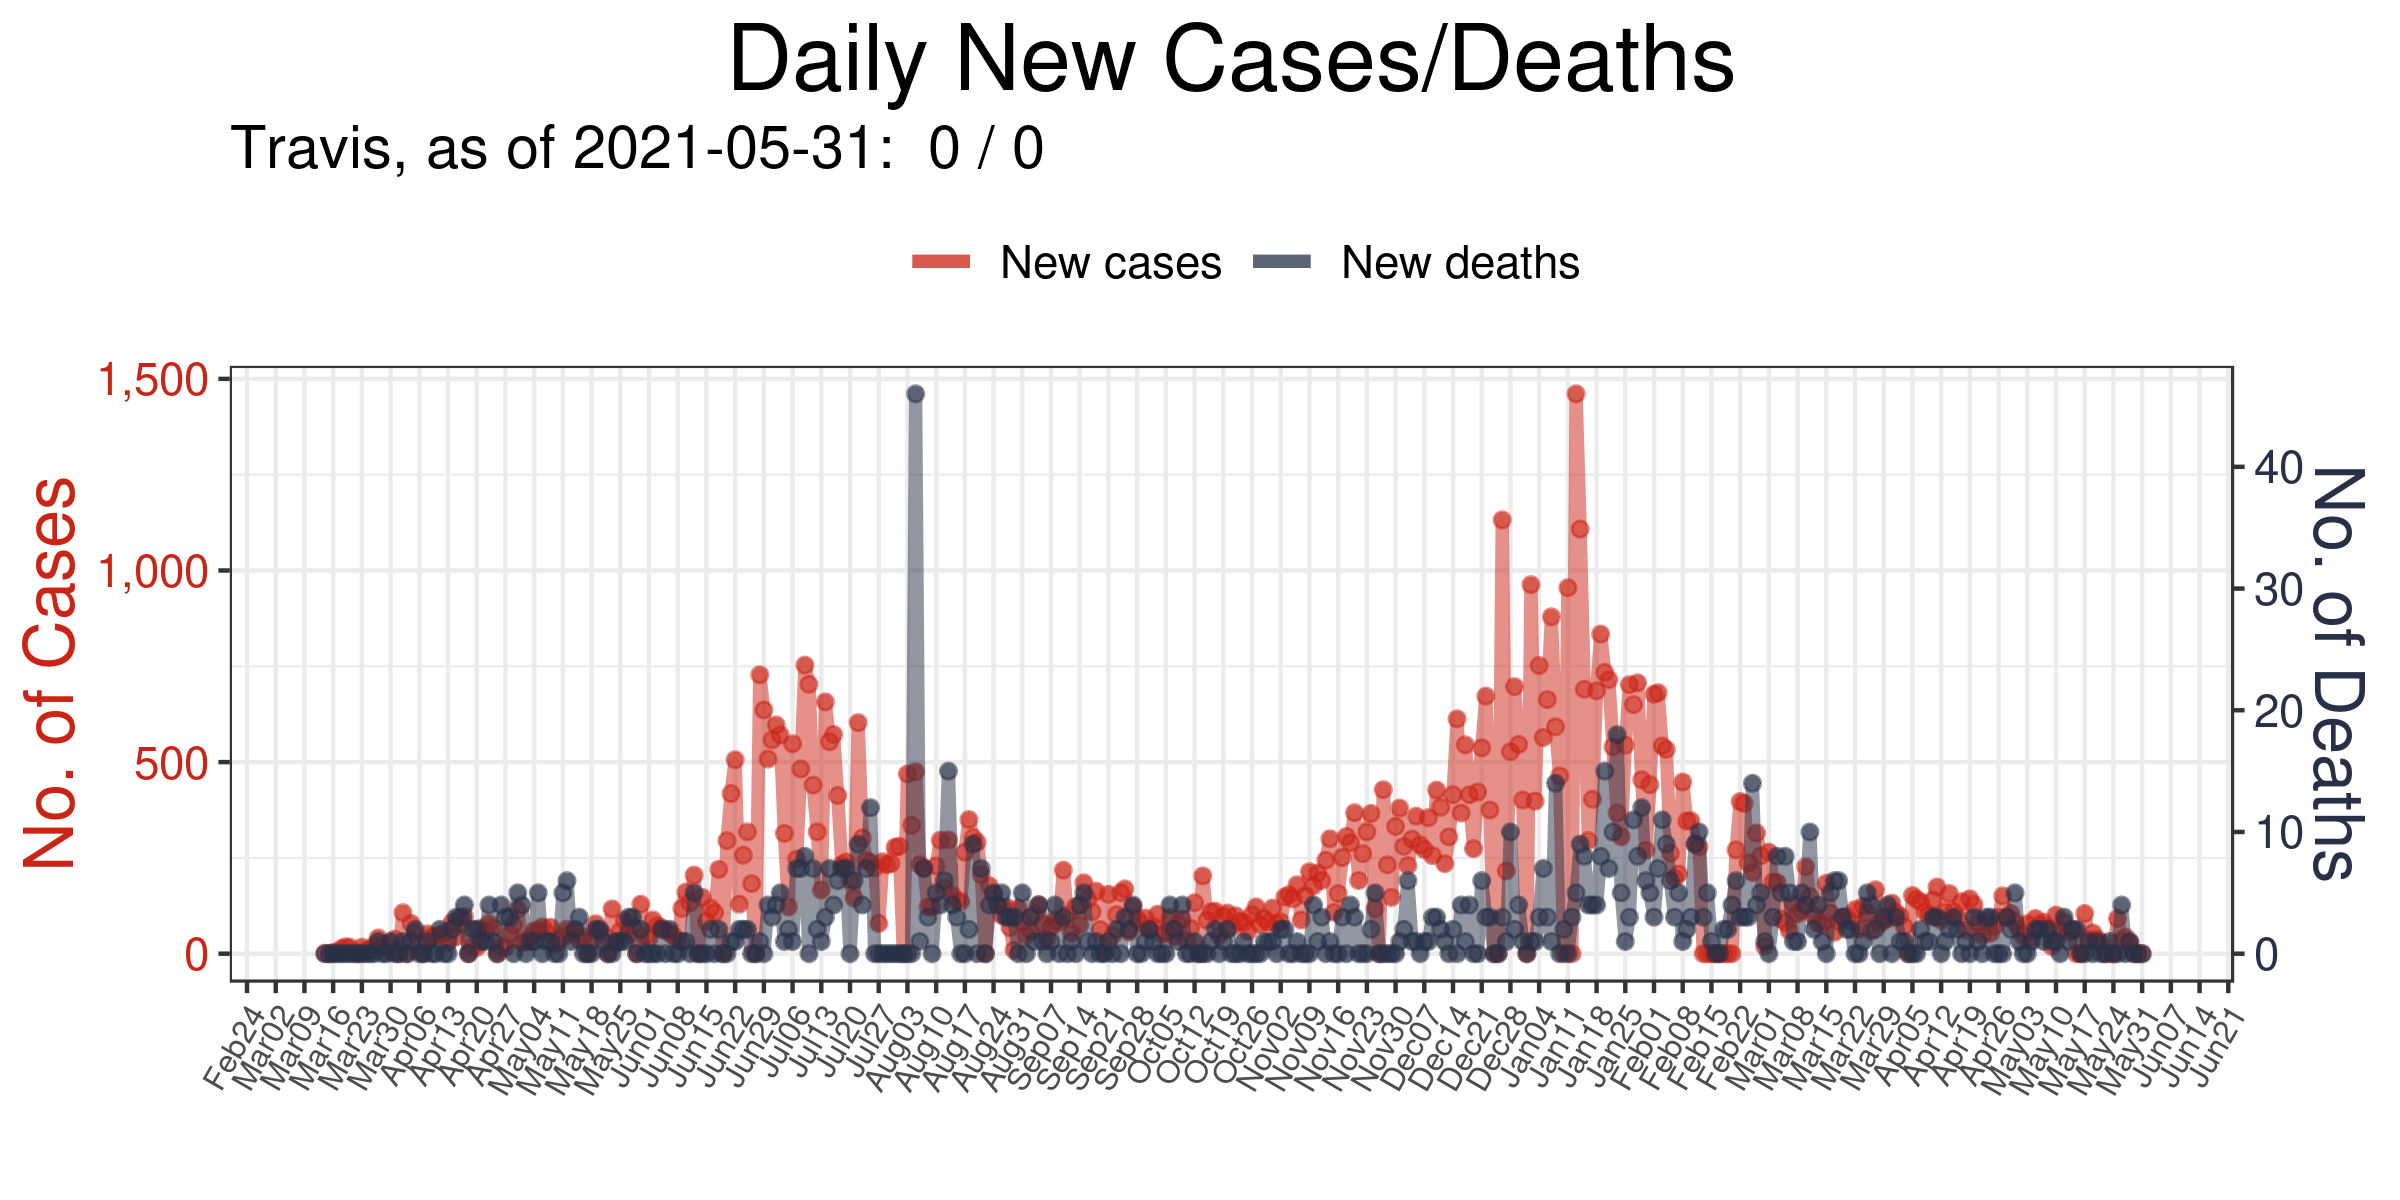 Daily New Cases/Deaths
Travis, as of 2021-05-31:  0 / 0
New cases
New deaths
No. of Cases
1,500
1,000
500
0
No. of Deaths
40
30
20
10
0
Feb24
Mar02
Mar09
Mar16
Mar23
Mar30
Apr06
Apr13
Apr20
Apr27
May04
May11
May18
May25
Jun01
Jun08
Jun15
Jun22
Jun29
Jul06
Jul13
Jul20
Jul27
Aug03
Aug10
Aug17
Aug24
Aug31
Sep07
Sep14
Sep21
Sep28
Oct05
Oct12
Oct19
Oct26
Nov02
Nov09
Nov16
Nov23
Nov30
Dec07
Dec14
Dec21
Dec28
Jan04
Jan11
Jan18
Jan25
Feb01
Feb08
Feb15
Feb22
Mar01
Mar08
Mar15
Mar22
Mar29
Apr05
Apr12
Apr19
Apr26
May03
May10
May17
May24
May31
Jun07
Jun14
Jun21